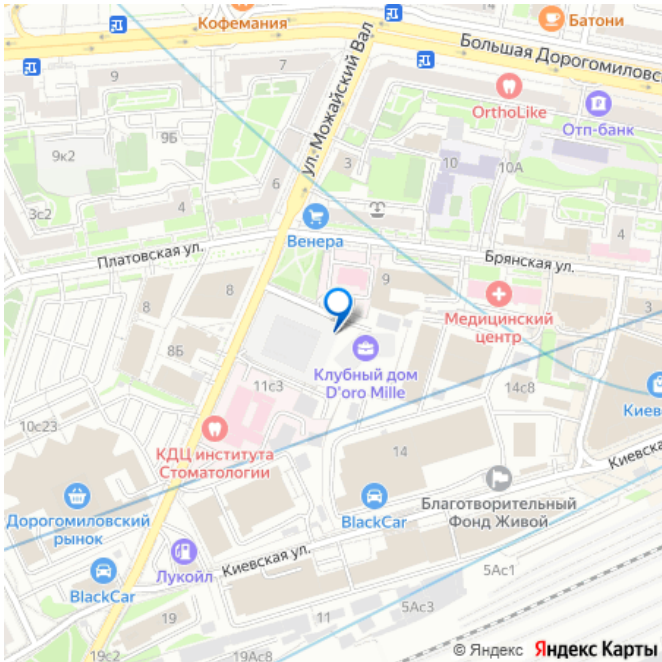 Кофемания
Батони
ул. Можайский Вал
Большая Дорогомиловс
7
9
OrthoLike
Отп-банк
9Б
9к2
3
10
10А
6
3с2
4
4
Венера
Платовская ул.
Брянская ул.
8
8
9
3
Медицинский
центр
8Б
Клубный дом
D'oro Mille
11с3
14с8
Киев
10с23
КДЦ института
Стоматологии
14
Киевска
Дорогомиловский
рынок
BlackCar
Благотворительный
Фонд Живой
Лукойл
Киевская ул.
BlackCar
5Ас1
5Ас3
19
11
19с2
19Ас8
© Яндекс Яндекс Карты